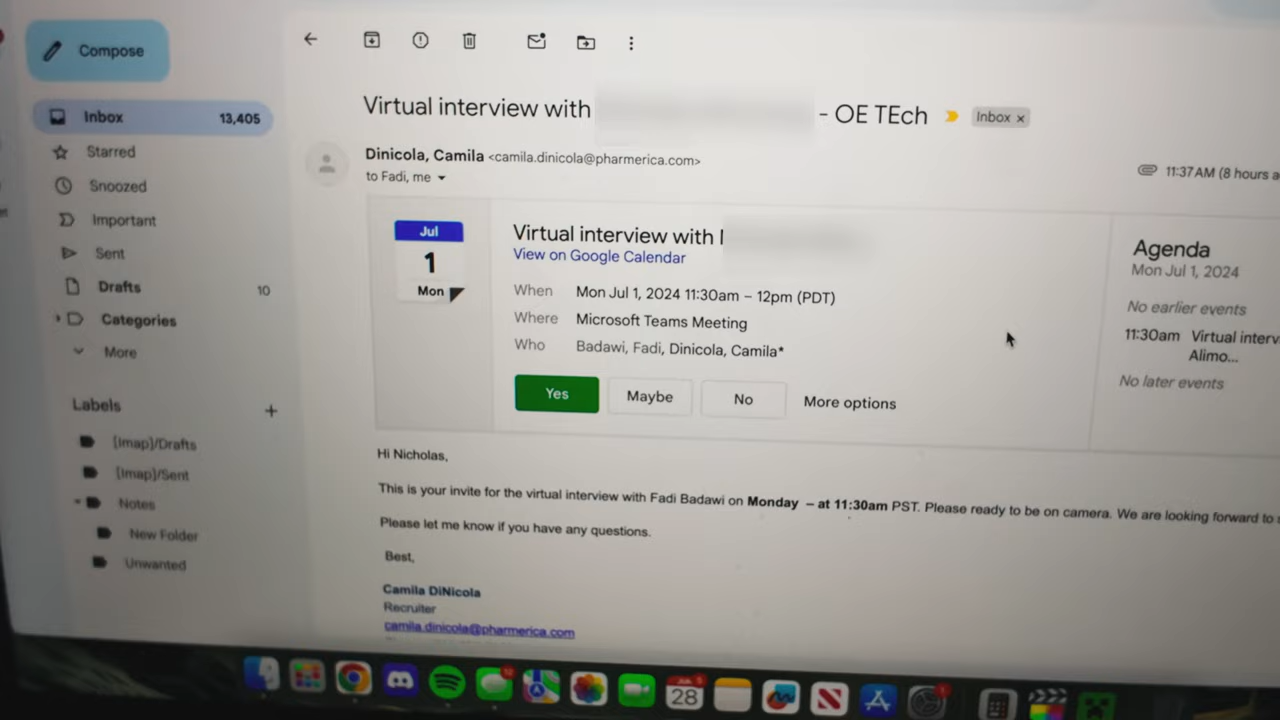 Compose
Inbox 13,405
Starred
Snoozed
Important
Sent
Drafts 10
Categories
More
Labels +
[Imap]/Drafts
[Imap]/Sent
Notes
New Folder
Unwanted
Virtual interview with - OE TEch Inbox ×
Dinicola, Camila <camila.dinicola@pharmerica.com>
to Fadi, me
11:37 AM (8 hours a
Jul
1
Mon
Virtual interview with
View on Google Calendar
When Mon Jul 1, 2024 11:30am – 12pm (PDT)
Where Microsoft Teams Meeting
Who Badawi, Fadi, Dinicola, Camila*
Yes Maybe No More options
Agenda
Mon Jul 1, 2024
No earlier events
11:30am Virtual interv
Alimo...
No later events
Hi Nicholas,
This is your invite for the virtual interview with Fadi Badawi on Monday – at 11:30am PST. Please ready to be on camera. We are looking forward to
Please let me know if you have any questions.
Best,
Camila DiNicola
Recruiter
camila.dinicola@pharmerica.com
28